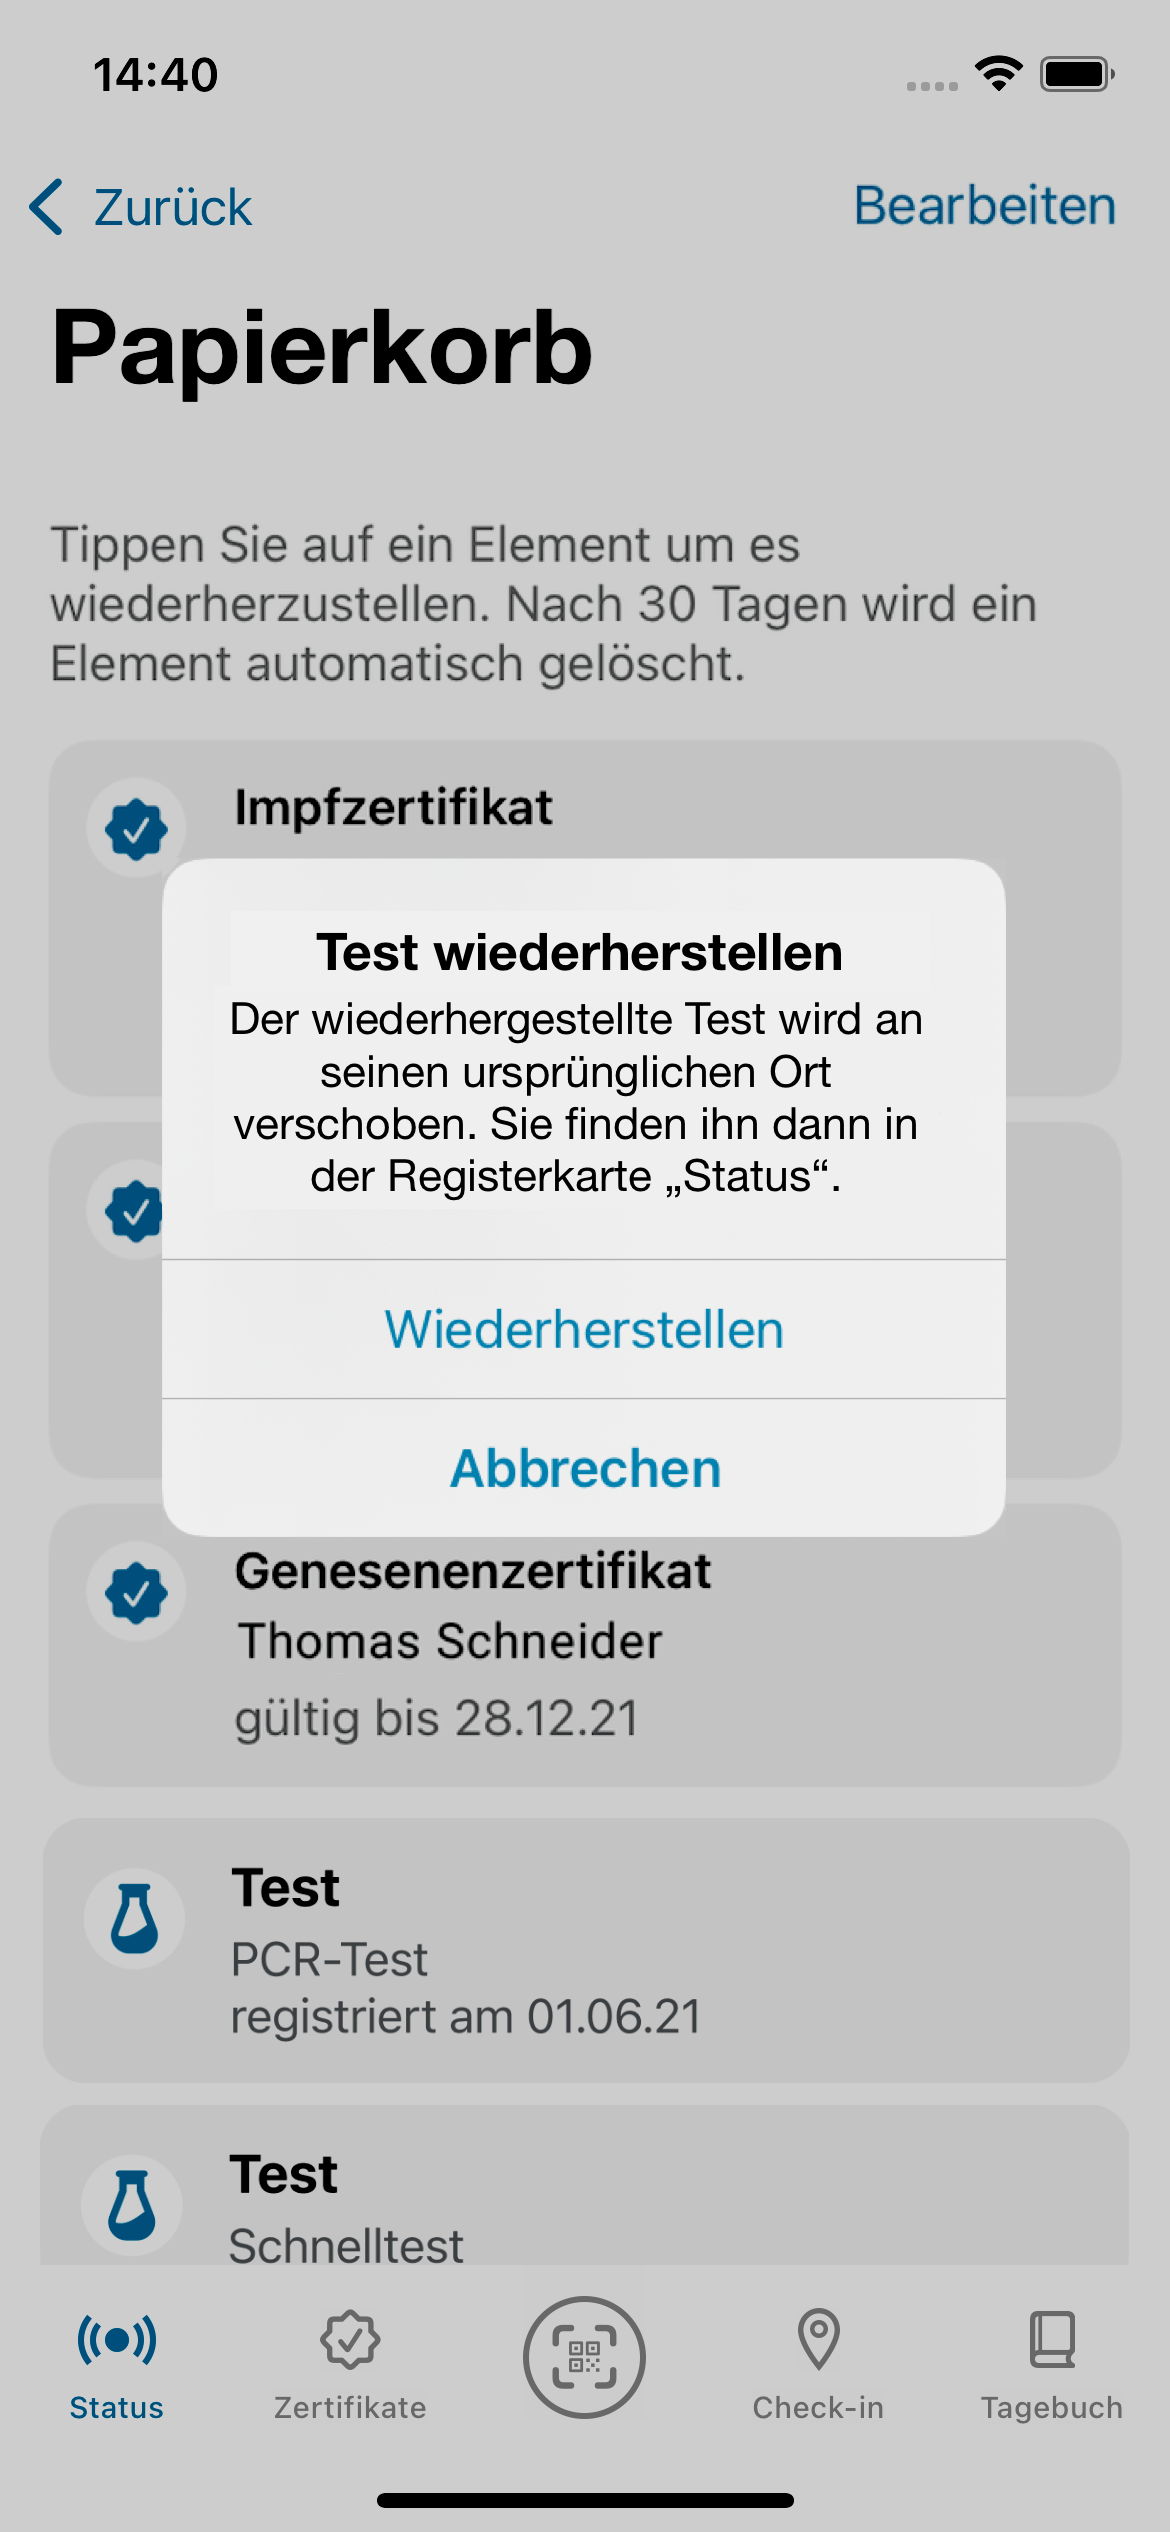 14:40
Zurück
Bearbeiten
Papierkorb
Tippen Sie auf ein Element um es
wiederherzustellen. Nach 30 Tagen wird ein
Element automatisch gelöscht.
Impfzertifikat
Test wiederherstellen
Der wiederhergestellte Test wird an
seinen ursprünglichen Ort
verschoben. Sie finden ihn dann in
der Registerkarte „Status“.
Wiederherstellen
Abbrechen
Genesenenzertifikat
Thomas Schneider
gültig bis 28.12.21
Test
PCR-Test
registriert am 01.06.21
Test
Schnelltest
Status
Zertifikate
Check-in
Tagebuch